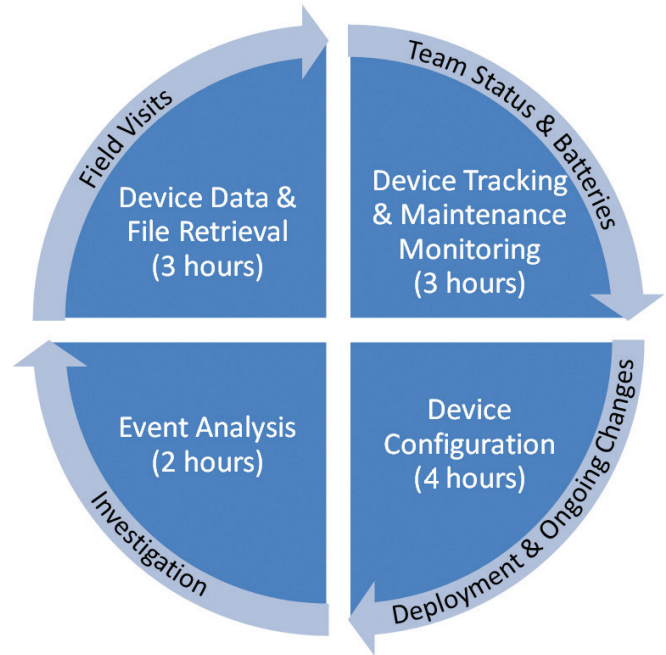 Field Visits
Team Status & Batteries
Device Data &
File Retrieval
(3 hours)
Device Tracking
& Maintenance
Monitoring
(3 hours)
Event Analysis
(2 hours)
Device
Configuration
(4 hours)
Investigation
Deployment & Ongoing Changes